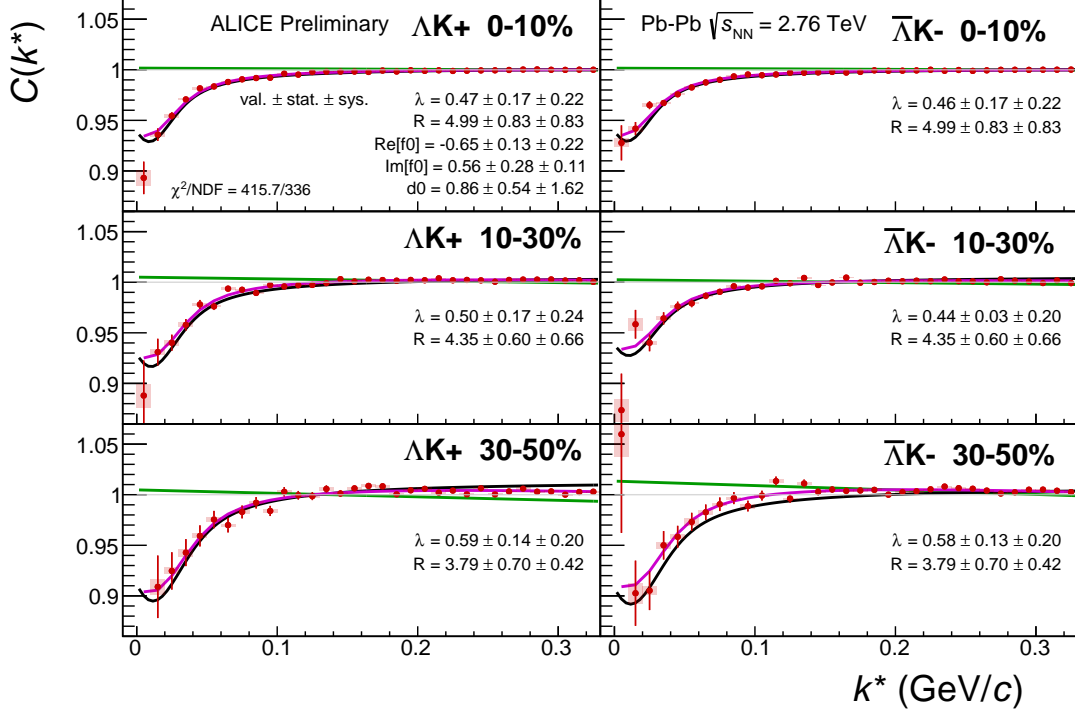 C(k*)
ALICE Preliminary
ΛK+ 0-10%
val. ± stat. ± sys.
λ = 0.47 ± 0.17 ± 0.22
R = 4.99 ± 0.83 ± 0.83
Re[f0] = -0.65 ± 0.13 ± 0.22
Im[f0] = 0.56 ± 0.28 ± 0.11
d0 = 0.86 ± 0.54 ± 1.62
χ²/NDF = 415.7/336
1.05
1
0.95
0.9
Pb-Pb √sNN = 2.76 TeV
Λ̅K- 0-10%
λ = 0.46 ± 0.17 ± 0.22
R = 4.99 ± 0.83 ± 0.83
ΛK+ 10-30%
λ = 0.50 ± 0.17 ± 0.24
R = 4.35 ± 0.60 ± 0.66
1.05
1
0.95
0.9
Λ̅K- 10-30%
λ = 0.44 ± 0.03 ± 0.20
R = 4.35 ± 0.60 ± 0.66
ΛK+ 30-50%
λ = 0.59 ± 0.14 ± 0.20
R = 3.79 ± 0.70 ± 0.42
1.05
1
0.95
0.9
0 0.1 0.2 0.3
Λ̅K- 30-50%
λ = 0.58 ± 0.13 ± 0.20
R = 3.79 ± 0.70 ± 0.42
0 0.1 0.2 0.3
k* (GeV/c)